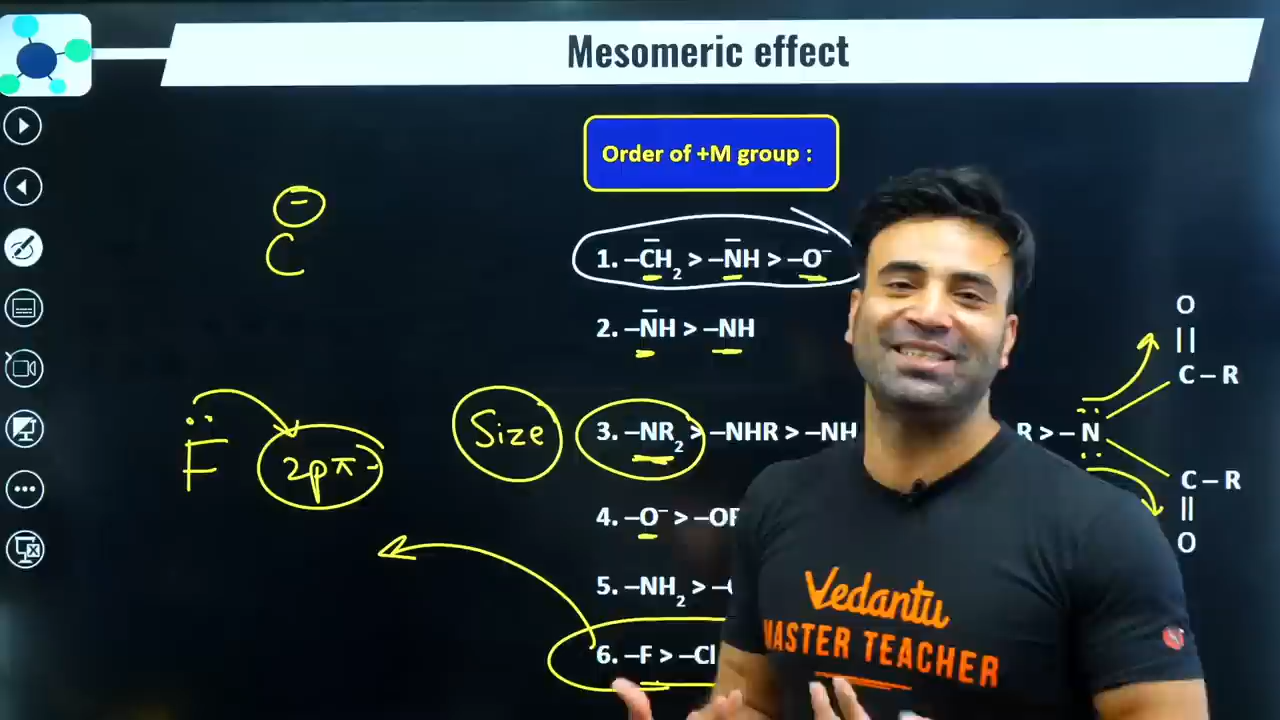 Mesomeric effect
Order of +M group :
⊖
C
1. –C̄H₂ > –N̄H > –O⁻
2. –N̄H > –NH
F̈ 2pπ-
Size
3. –NR₂ > –NHR > –NH R > –N̈
4. –O⁻ > –O
5. –NH₂ >
6. –F > –Cl
O
||
C – R
C – R
||
O
Vedantu
MASTER TEACHER